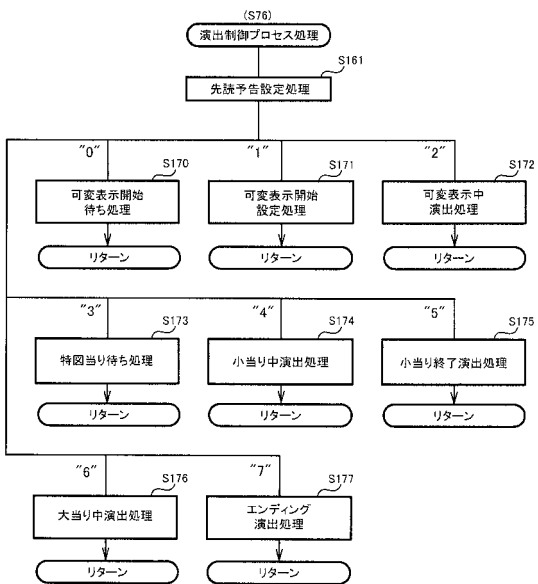 (S76)
演出制御プロセス処理
S161
先読予告設定処理
"0"
S170
可変表示開始
待ち処理
リターン
"1"
S171
可変表示開始
設定処理
リターン
"2"
S172
可変表示中
演出処理
リターン
"3"
S173
特図当り待ち処理
リターン
"4"
S174
小当り中演出処理
リターン
"5"
S175
小当り終了演出処理
リターン
"6"
S176
大当り中演出処理
リターン
"7"
S177
エンディング
演出処理
リターン